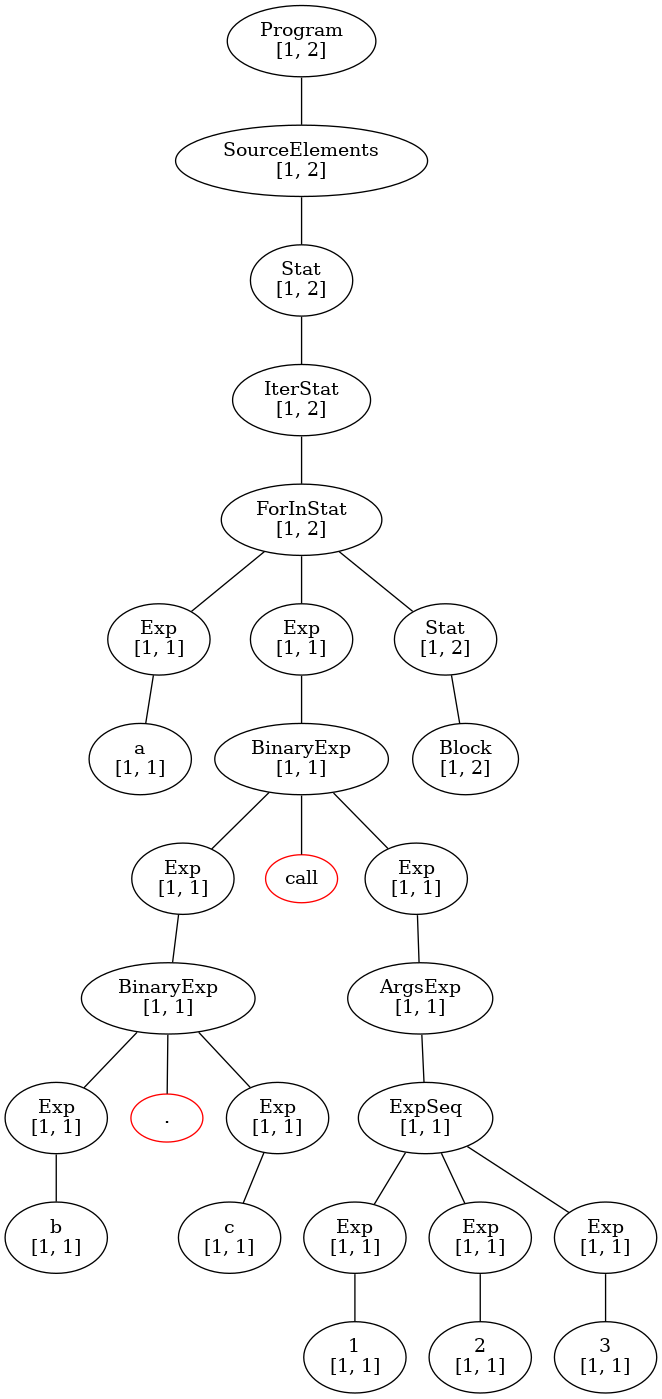 Program
[1, 2]
SourceElements
[1, 2]
Stat
[1, 2]
IterStat
[1, 2]
ForInStat
[1, 2]
Exp
[1, 1]
Exp
[1, 1]
Stat
[1, 2]
a
[1, 1]
BinaryExp
[1, 1]
Block
[1, 2]
Exp
[1, 1]
call
Exp
[1, 1]
BinaryExp
[1, 1]
ArgsExp
[1, 1]
Exp
[1, 1]
.
Exp
[1, 1]
ExpSeq
[1, 1]
b
[1, 1]
c
[1, 1]
Exp
[1, 1]
Exp
[1, 1]
Exp
[1, 1]
1
[1, 1]
2
[1, 1]
3
[1, 1]